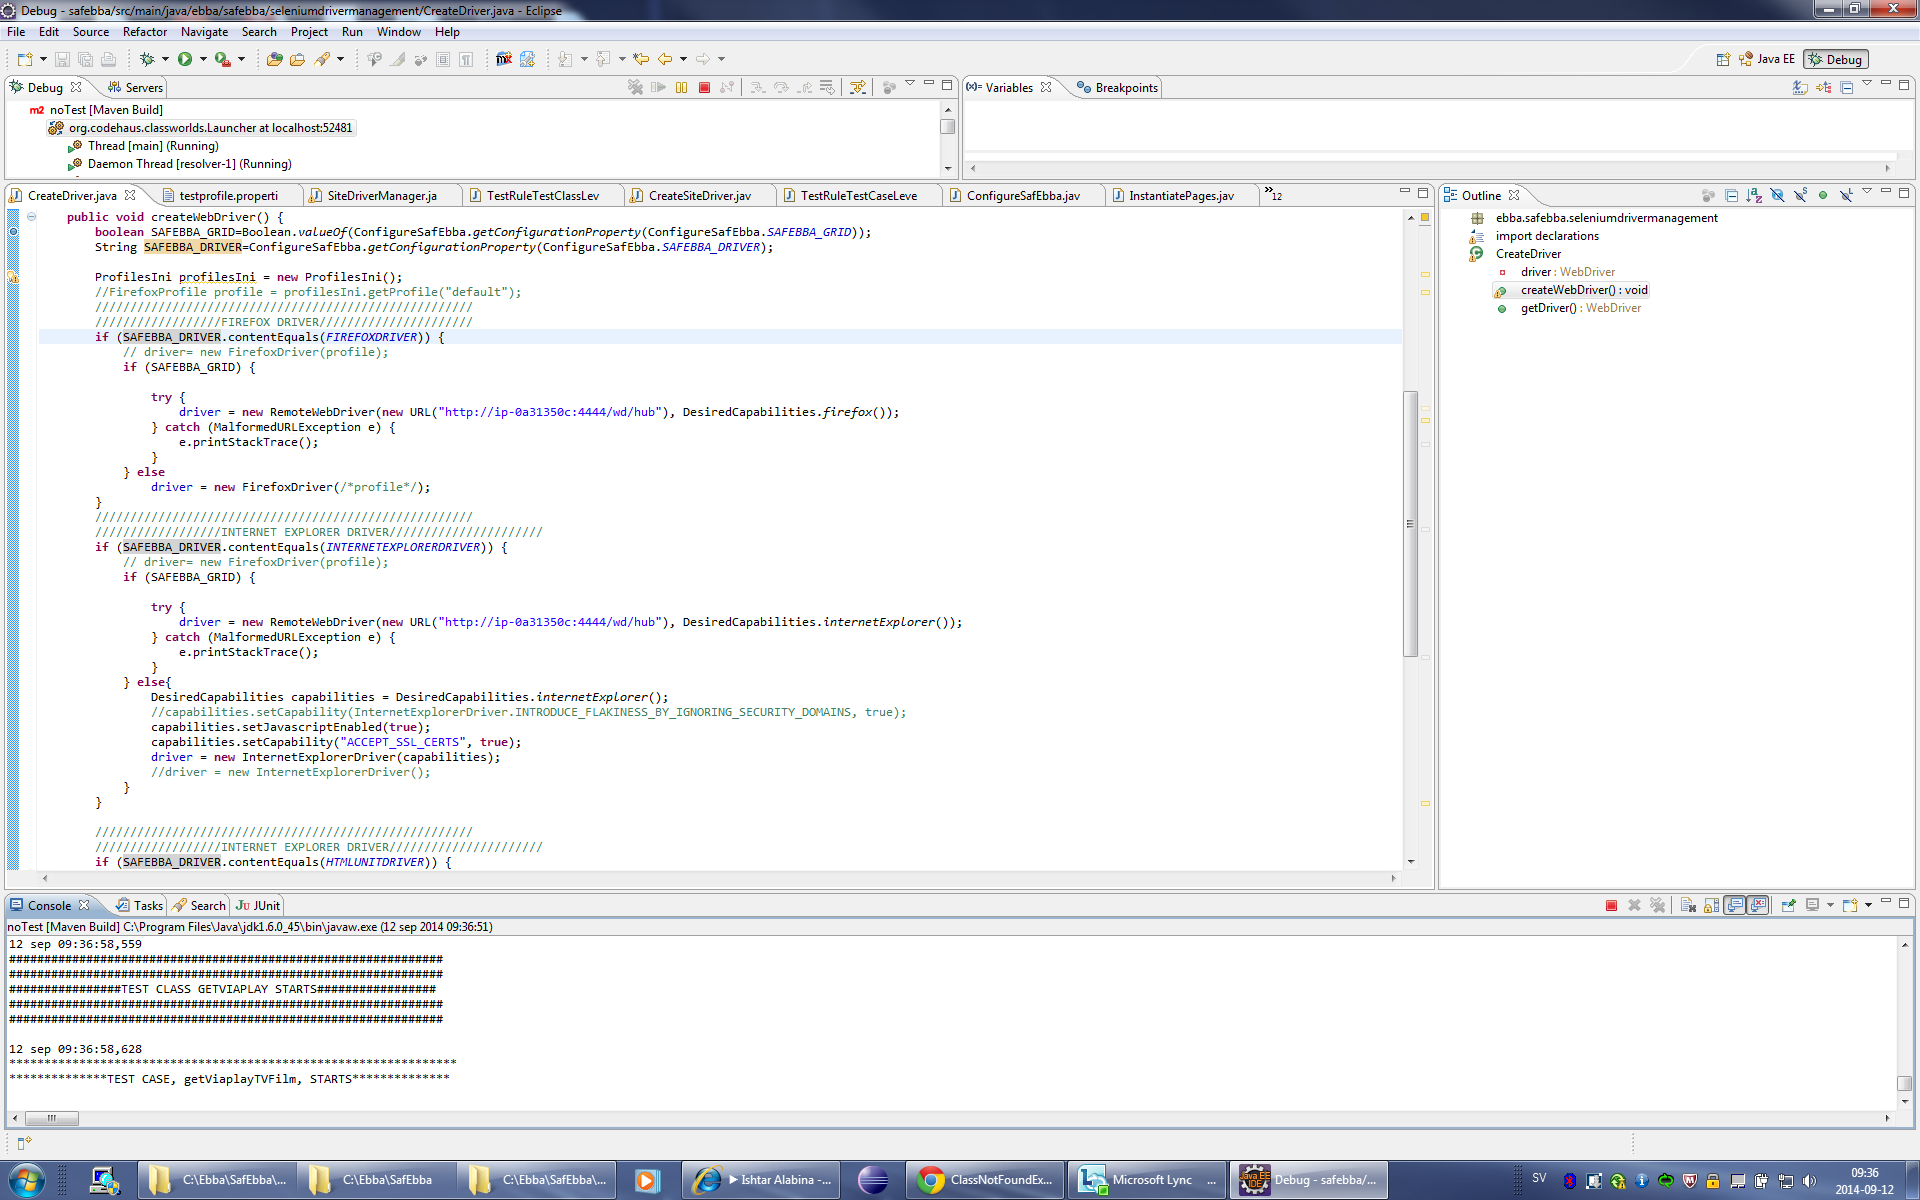 Debug - safebba/src/main/java/ebba/safebba/seleniumdrivermanagement/CreateDriver.java - Eclipse
File Edit Source Refactor Navigate Search Project Run Window Help
Java EE Debug
Debug Servers
noTest [Maven Build]
org.codehaus.classworlds.Launcher at localhost:52481
Thread [main] (Running)
Daemon Thread [resolver-1] (Running)
(x)= Variables Breakpoints
CreateDriver.java testprofile.properti SiteDriverManager.ja TestRuleTestClassLev CreateSiteDriver.jav TestRuleTestCaseLeve ConfigureSafEbba.jav InstantiatePages.jav »12
public void createWebDriver() {
boolean SAFEBBA_GRID=Boolean.valueOf(ConfigureSafEbba.getConfigurationProperty(ConfigureSafEbba.SAFEBBA_GRID));
String SAFEBBA_DRIVER=ConfigureSafEbba.getConfigurationProperty(ConfigureSafEbba.SAFEBBA_DRIVER);
ProfilesIni profilesIni = new ProfilesIni();
//FirefoxProfile profile = profilesIni.getProfile("default");
//////////////////////////////////////////////////////
//////////////////FIREFOX DRIVER//////////////////////
if (SAFEBBA_DRIVER.contentEquals(FIREFOXDRIVER)) {
// driver= new FirefoxDriver(profile);
if (SAFEBBA_GRID) {
try {
driver = new RemoteWebDriver(new URL("http://ip-0a31350c:4444/wd/hub"), DesiredCapabilities.firefox());
} catch (MalformedURLException e) {
e.printStackTrace();
}
} else
driver = new FirefoxDriver(/*profile*/);
}
//////////////////////////////////////////////////////
//////////////////INTERNET EXPLORER DRIVER//////////////////////
if (SAFEBBA_DRIVER.contentEquals(INTERNETEXPLORERDRIVER)) {
// driver= new FirefoxDriver(profile);
if (SAFEBBA_GRID) {
try {
driver = new RemoteWebDriver(new URL("http://ip-0a31350c:4444/wd/hub"), DesiredCapabilities.internetExplorer());
} catch (MalformedURLException e) {
e.printStackTrace();
}
} else{
DesiredCapabilities capabilities = DesiredCapabilities.internetExplorer();
//capabilities.setCapability(InternetExplorerDriver.INTRODUCE_FLAKINESS_BY_IGNORING_SECURITY_DOMAINS, true);
capabilities.setJavascriptEnabled(true);
capabilities.setCapability("ACCEPT_SSL_CERTS", true);
driver = new InternetExplorerDriver(capabilities);
//driver = new InternetExplorerDriver();
}
}
//////////////////////////////////////////////////////
//////////////////INTERNET EXPLORER DRIVER//////////////////////
if (SAFEBBA_DRIVER.contentEquals(HTMLUNITDRIVER)) {
Outline
ebba.safebba.seleniumdrivermanagement
import declarations
CreateDriver
driver : WebDriver
createWebDriver() : void
getDriver() : WebDriver
Console Tasks Search JUnit
noTest [Maven Build] C:\Program Files\Java\jdk1.6.0_45\bin\javaw.exe (12 sep 2014 09:36:51)
12 sep 09:36:58,559
##############################################################
##############################################################
################TEST CLASS GETVIAPLAY STARTS#################
##############################################################
##############################################################
12 sep 09:36:58,628
****************************************************************
**************TEST CASE, getViaplayTVFilm, STARTS**************
C:\Ebba\SafEbba\... C:\Ebba\SafEbba C:\Ebba\SafEbba\... Ishtar Alabina -... ClassNotFoundEx... Microsoft Lync ... Debug - safebba/...
SV
09:36
2014-09-12